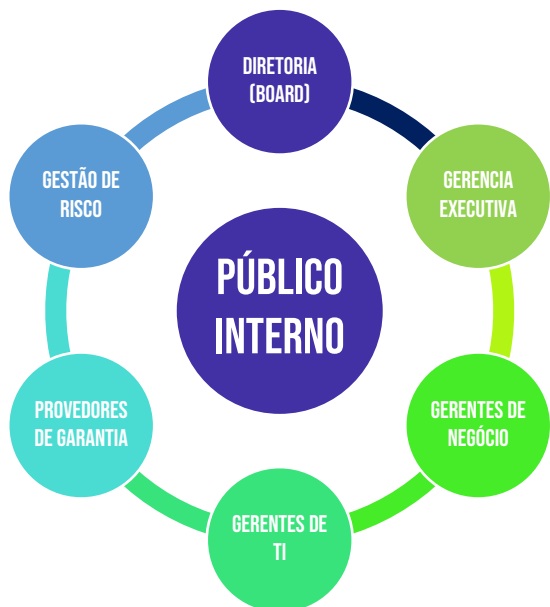 DIRETORIA
(BOARD)
GERENCIA
EXECUTIVA
GERENTES DE
NEGÓCIO
GERENTES DE
TI
PROVEDORES
DE GARANTIA
GESTÃO DE
RISCO
PÚBLICO
INTERNO